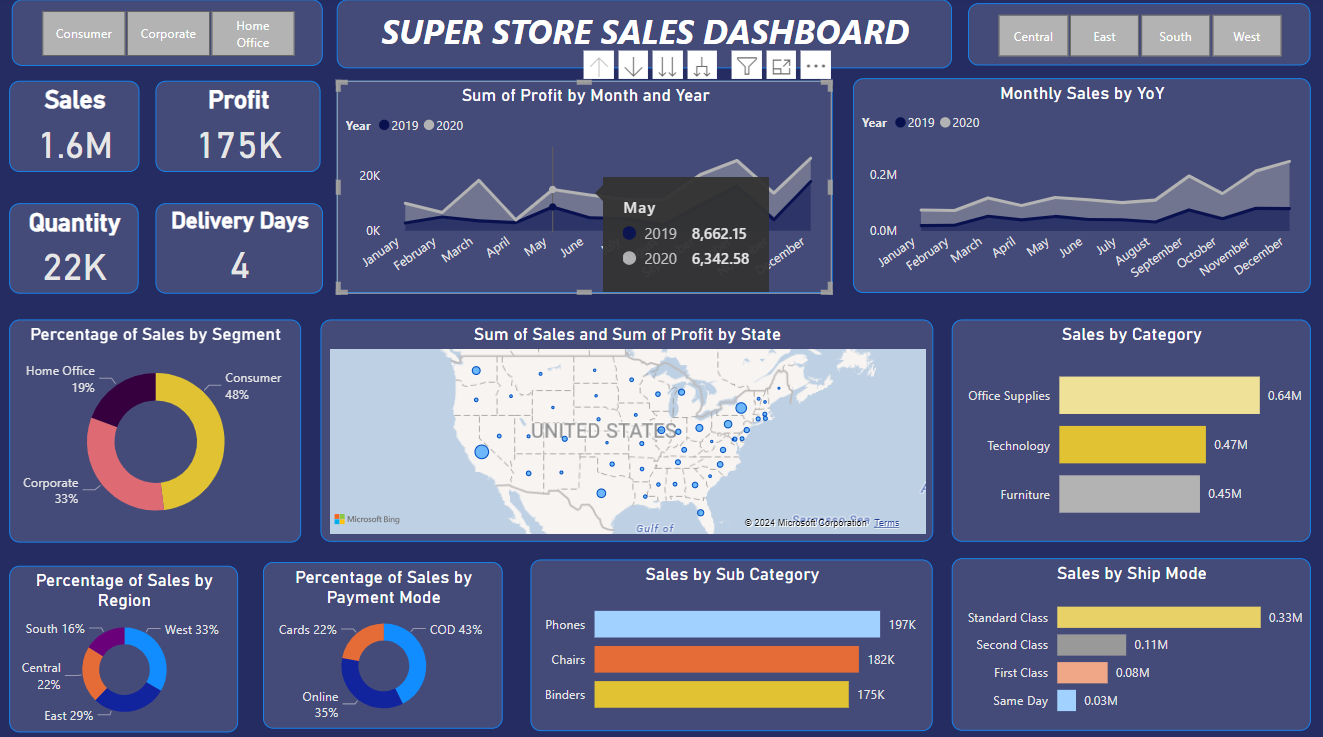 Consumer
Corporate
Home
Office
SUPER STORE SALES DASHBOARD
Central
East
South
West
Sales
1.6M
Profit
175K
Quantity
22K
Delivery Days
4
Sum of Profit by Month and Year
Year 2019 2020
20K
0K
January
February
March
April
May
June
May
2019 8,662.15
2020 6,342.58
Monthly Sales by YoY
Year 2019 2020
0.2M
0.0M
January
February
March
April
May
June
July
August
September
October
November
December
Percentage of Sales by Segment
Home Office
19%
Consumer
48%
Corporate
33%
Sum of Sales and Sum of Profit by State
UNITED STATES
Gulf of
Microsoft Bing
© 2024 Microsoft Corporation Terms
Sales by Category
Office Supplies 0.64M
Technology 0.47M
Furniture 0.45M
Percentage of Sales by
Region
South 16%
West 33%
Central
22%
East 29%
Percentage of Sales by
Payment Mode
Cards 22%
COD 43%
Online
35%
Sales by Sub Category
Phones 197K
Chairs 182K
Binders 175K
Sales by Ship Mode
Standard Class 0.33M
Second Class 0.11M
First Class 0.08M
Same Day 0.03M